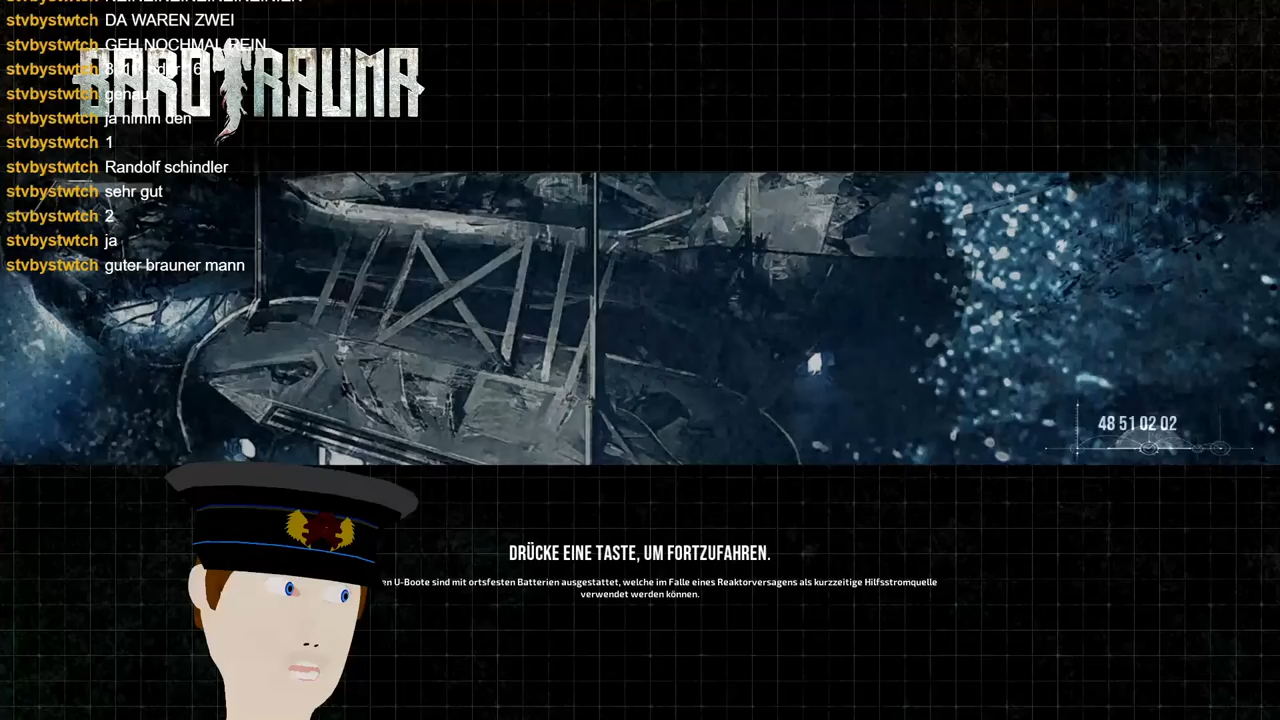 stvbystwtch DA WAREN ZWEI
stvbystwtch GEH NOCHMAL REIN
stvbystwtch
BAROTRAUMA
stvbystwtch genau
stvbystwtch ja nimm den
stvbystwtch 1
stvbystwtch Randolf schindler
stvbystwtch sehr gut
stvbystwtch 2
stvbystwtch ja
stvbystwtch guter brauner mann
48 51 02 02
DRÜCKE EINE TASTE, UM FORTZUFAHREN.
U-Boote sind mit ortsfesten Batterien ausgestattet, welche im Falle eines Reaktorversagens als kurzzeitige Hilfsstromquelle
verwendet werden können.